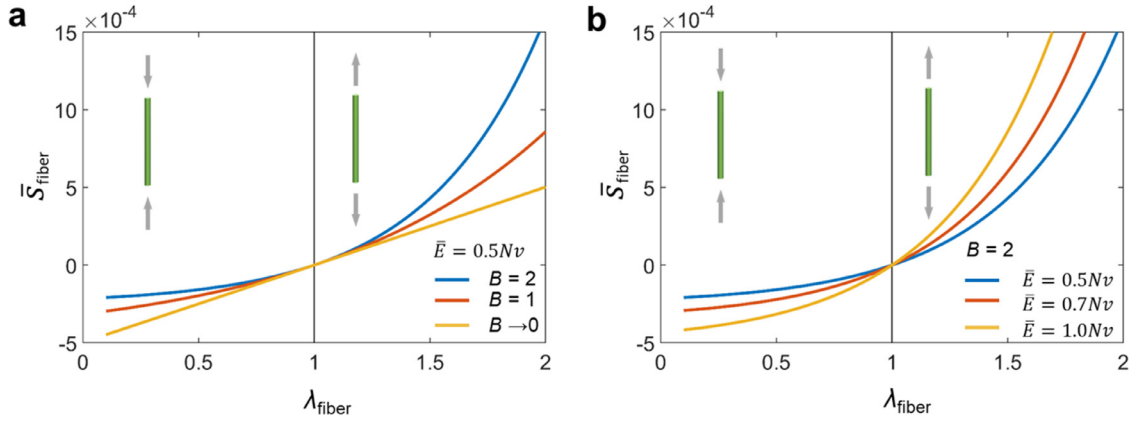 a
×10⁻⁴
15
10
5
0
-5
S̄fiber
0
0.5
1
1.5
2
λfiber
Ē = 0.5Nv
B = 2
B = 1
B →0
b
×10⁻⁴
15
10
5
0
-5
S̄fiber
0
0.5
1
1.5
2
λfiber
B = 2
Ē = 0.5Nv
Ē = 0.7Nv
Ē = 1.0Nv